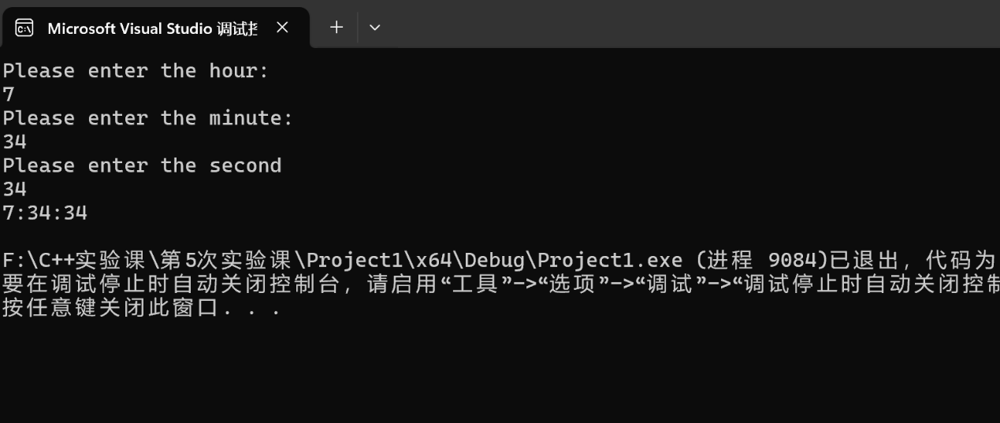 Microsoft Visual Studio 调试
Please enter the hour:
7
Please enter the minute:
34
Please enter the second
34
7:34:34
F:\C++实验课\第5次实验课\Project1\x64\Debug\Project1.exe (进程 9084)已退出，代码为
要在调试停止时自动关闭控制台，请启用“工具”->“选项”->“调试”->“调试停止时自动关闭控制
按任意键关闭此窗口. . .